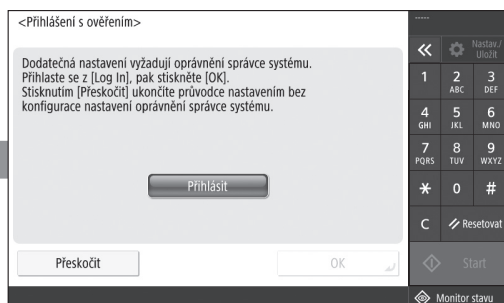 <Přihlášení s ověřením>
Dodatečná nastavení vyžadují oprávnění správce systému.
Přihlaste se z [Log In], pak stiskněte [OK].
Stisknutím [Přeskočit] ukončíte průvodce nastavením bez
konfigurace nastavení oprávnění správce systému.
Přihlásit
Přeskočit
OK
-----
Nastav./
Uložit
1 2 3
ABC DEF
4 5 6
GHI JKL MNO
7 8 9
PQRS TUV WXYZ
* 0 #
C Resetovat
Start
Monitor stavu